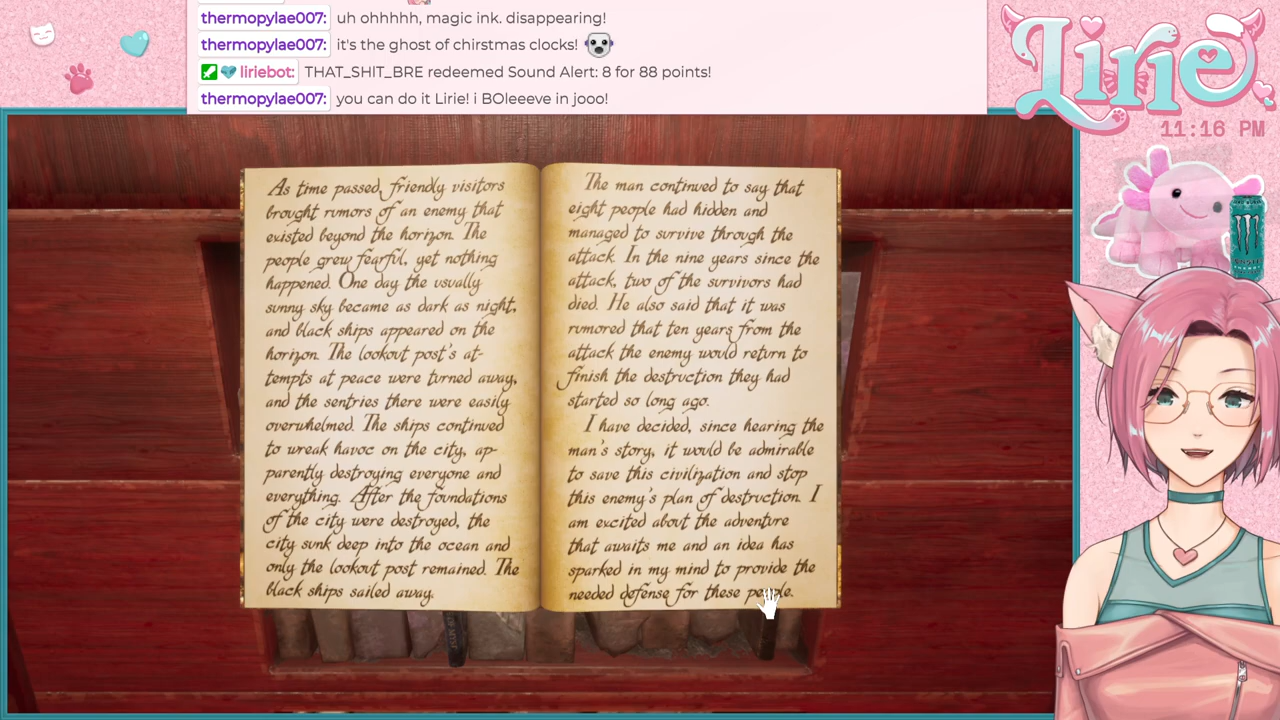 thermopylae007: uh ohhhhh, magic ink. disappearing!
thermopylae007: it's the ghost of chirstmas clocks!
liriebot: THAT_SHIT_BRE redeemed Sound Alert: 8 for 88 points!
thermopylae007: you can do it Lirie! i BOleeeve in jooo!
Lirie
11:16 PM
As time passed, friendly visitors
brought rumors of an enemy that
existed beyond the horizon. The
people grew fearful, yet nothing
happened. One day the usually
sunny sky became as dark as night,
and black ships appeared on the
horizon. The lookout post's at-
tempts at peace were turned away,
and the sentries there were easily
overwhelmed. The ships continued
to wreak havoc on the city, ap-
parently destroying everyone and
everything. After the foundations
of the city were destroyed, the
city sunk deep into the ocean and
only the lookout post remained. The
black ships sailed away.
The man continued to say that
eight people had hidden and
managed to survive through the
attack. In the nine years since the
attack, two of the survivors had
died. He also said that it was
rumored that ten years from the
attack the enemy would return to
finish the destruction they had
started so long ago.
I have decided, since hearing the
man's story, it would be admirable
to save this civilization and stop
this enemy's plan of destruction. I
am excited about the adventure
that awaits me and an idea has
sparked in my mind to provide the
needed defense for these people.